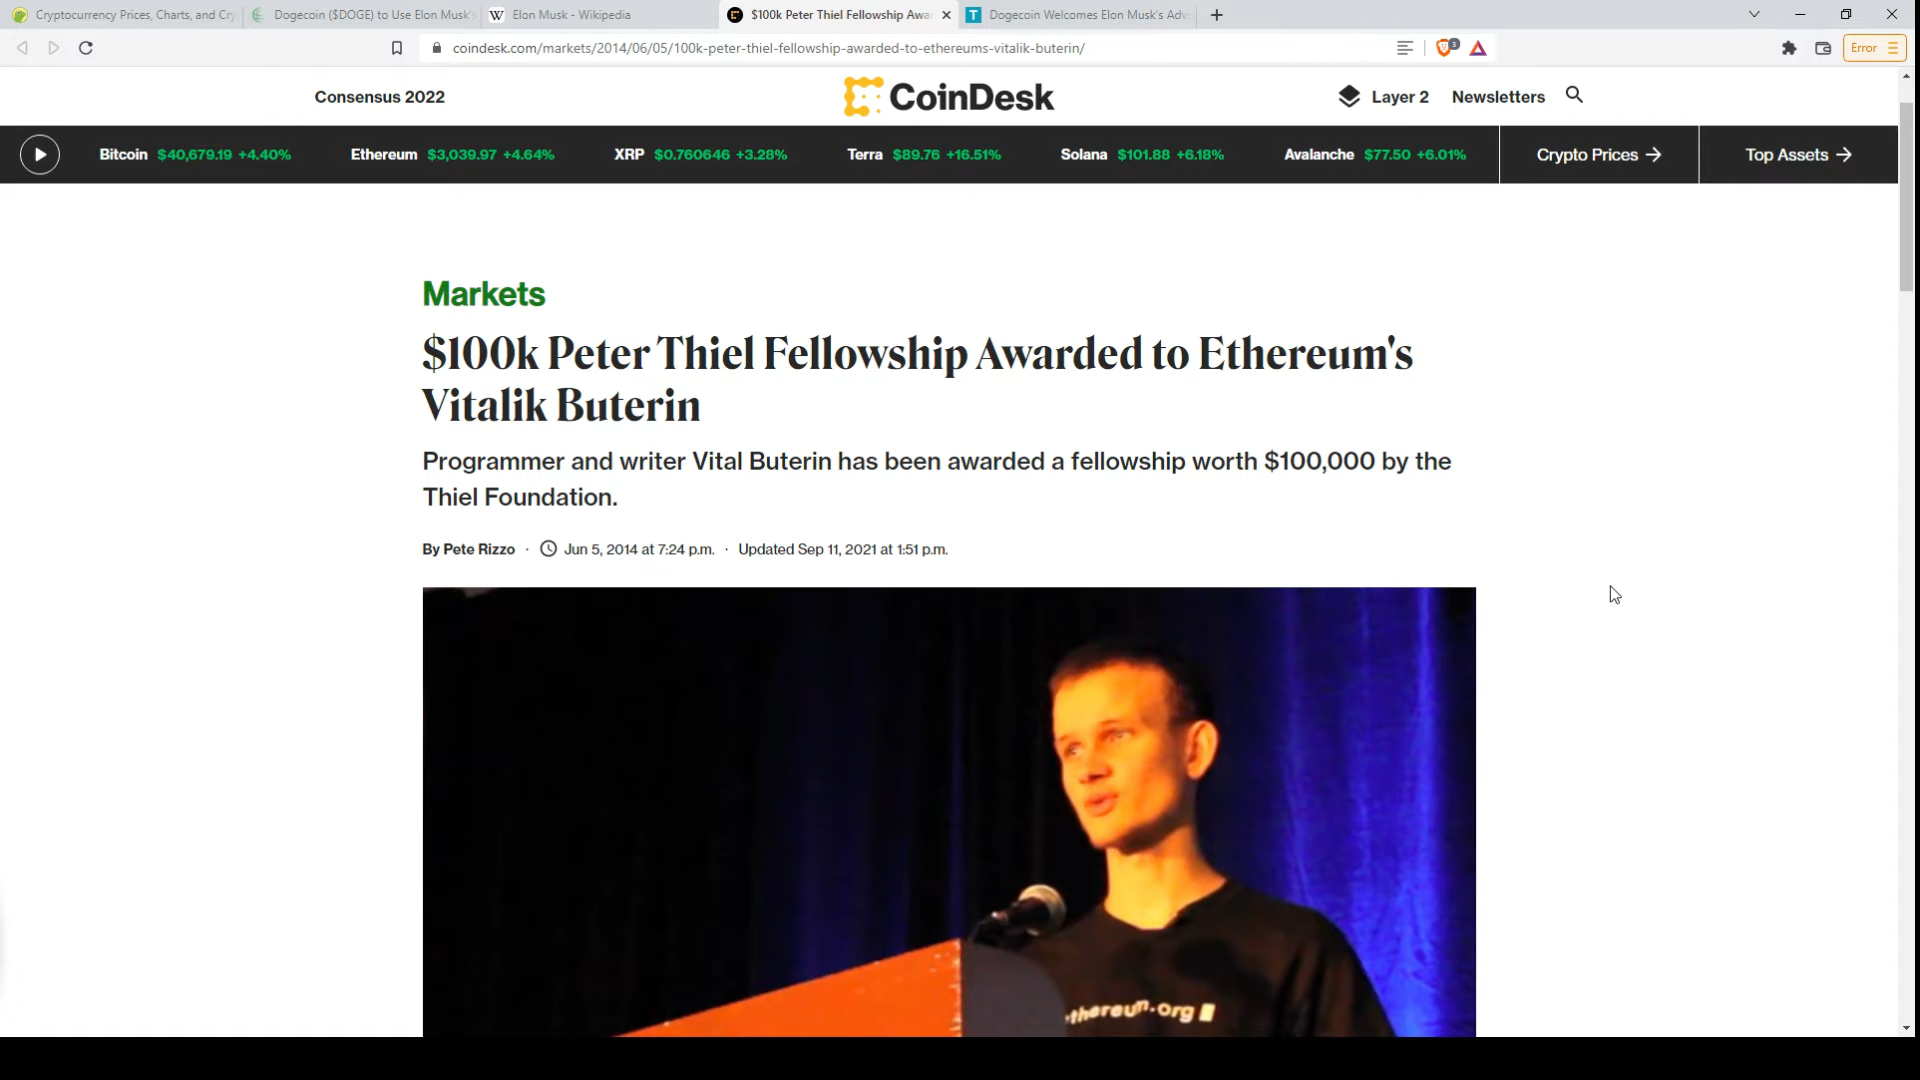 Cryptocurrency Prices, Charts, and Cry
Dogecoin ($DOGE) to Use Elon Musk's
W Elon Musk - Wikipedia
$100k Peter Thiel Fellowship Awa
T Dogecoin Welcomes Elon Musk's Adv
coindesk.com/markets/2014/06/05/100k-peter-thiel-fellowship-awarded-to-ethereums-vitalik-buterin/
3
Error
Consensus 2022
CoinDesk
Layer 2
Newsletters
Bitcoin $40,679.19 +4.40%
Ethereum $3,039.97 +4.64%
XRP $0.760646 +3.28%
Terra $89.76 +16.51%
Solana $101.88 +6.18%
Avalanche $77.50 +6.01%
Crypto Prices →
Top Assets →
Markets
$100k Peter Thiel Fellowship Awarded to Ethereum's
Vitalik Buterin
Programmer and writer Vital Buterin has been awarded a fellowship worth $100,000 by the
Thiel Foundation.
By Pete Rizzo · Jun 5, 2014 at 7:24 p.m. · Updated Sep 11, 2021 at 1:51 p.m.
ethereum.org